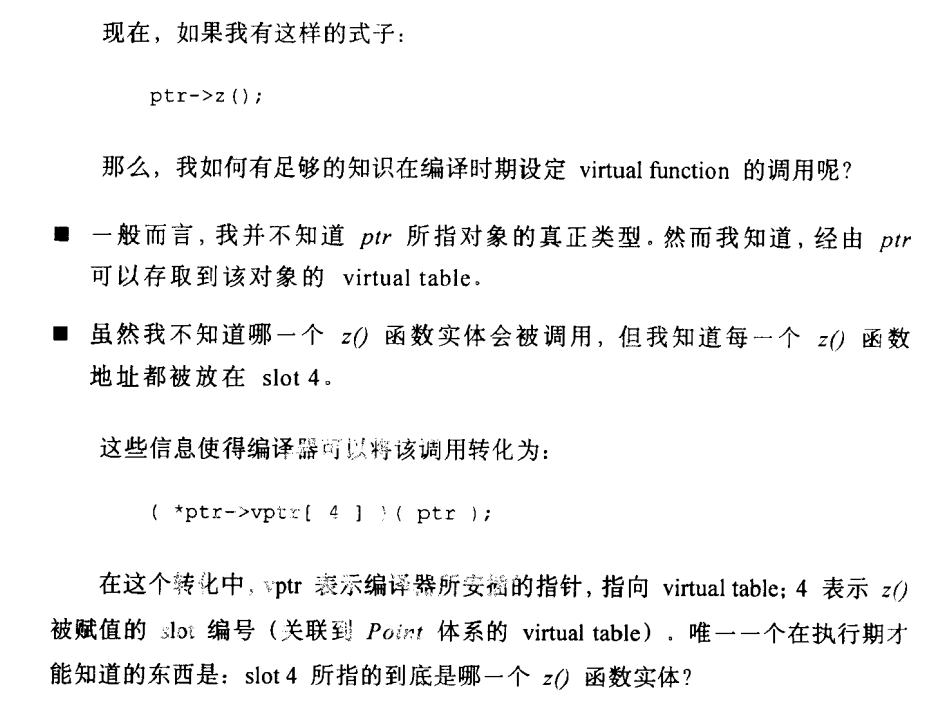 现在，如果我有这样的式子：
ptr->z();
那么，我如何有足够的知识在编译时期设定 virtual function 的调用呢？
■ 一般而言，我并不知道 ptr 所指对象的真正类型。然而我知道，经由 ptr
可以存取到该对象的 virtual table。
■ 虽然我不知道哪一个 z() 函数实体会被调用，但我知道每一个 z() 函数
地址都被放在 slot 4。
这些信息使得编译器可以将该调用转化为：
( *ptr->vptr[ 4 ] )( ptr );
在这个转化中，vptr 表示编译器所安插的指针，指向 virtual table；4 表示 z()
被赋值的 slot 编号（关联到 Point 体系的 virtual table）。唯一一个在执行期才
能知道的东西是：slot 4 所指的到底是哪一个 z() 函数实体？